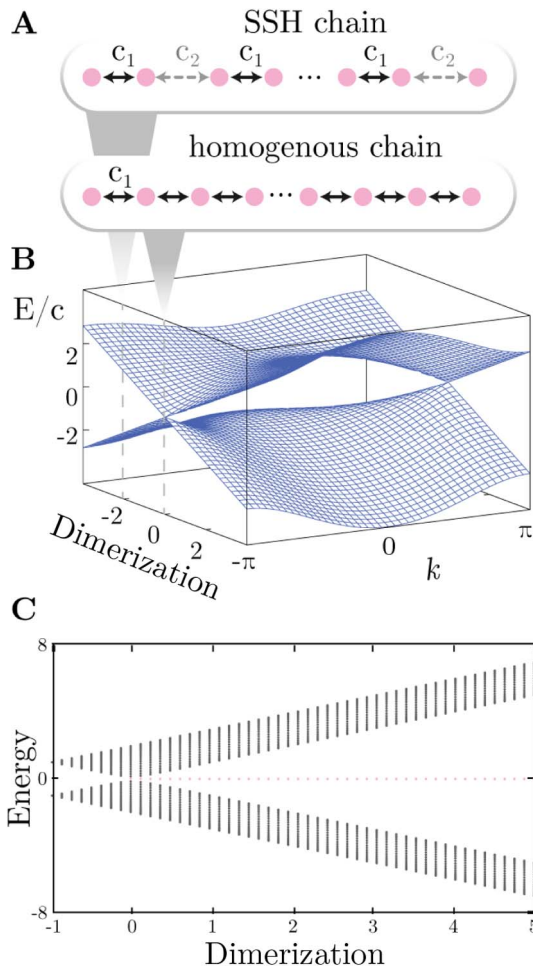 A
SSH chain
c1 c2 c1 ... c1 c2
homogenous chain
c1 ...
B
E/c
2
0
-2
-2
0
2
Dimerization
-π
0
π
k
C
8
0
-8
Energy
-1 0 1 2 3 4 5
Dimerization